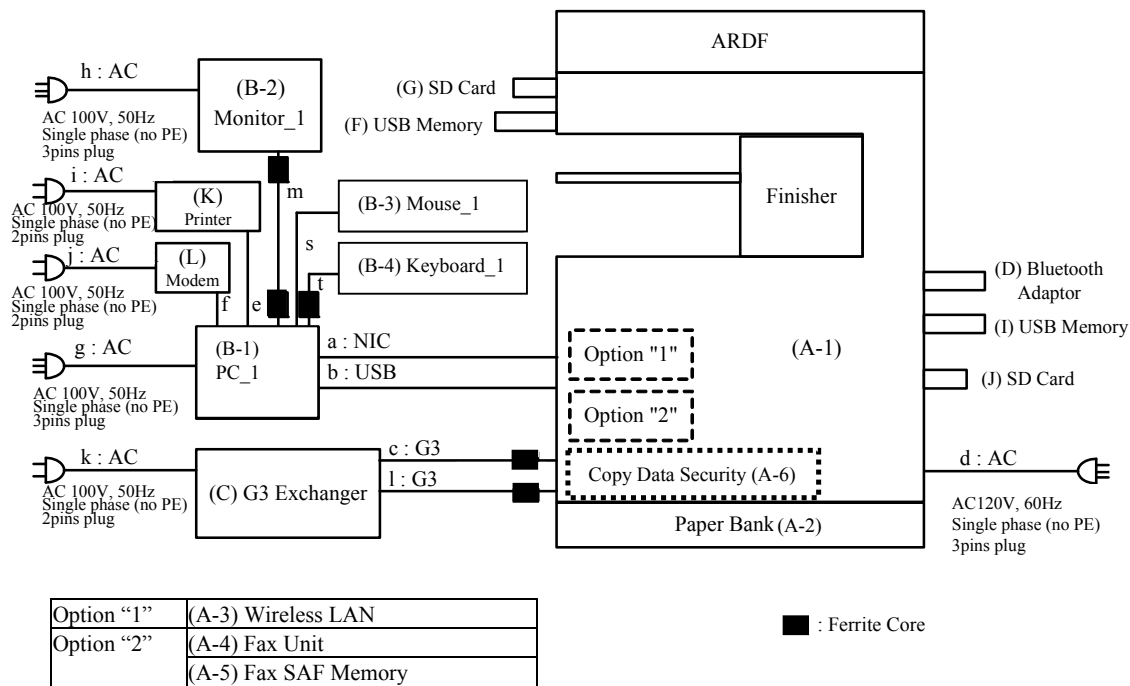 ARDF
h : AC
(B-2)
Monitor_1
AC 100V, 50Hz
Single phase (no PE)
3pins plug
(G) SD Card
(F) USB Memory
i : AC
(K)
Printer
AC 100V, 50Hz
Single phase (no PE)
2pins plug
m
(B-3) Mouse_1
Finisher
s
j : AC
(L)
Modem
AC 100V, 50Hz
Single phase (no PE)
2pins plug
(B-4) Keyboard_1
t
f
e
(D) Bluetooth
Adaptor
(I) USB Memory
g : AC
(B-1)
PC_1
AC 100V, 50Hz
Single phase (no PE)
3pins plug
a : NIC
b : USB
Option "1"
(A-1)
Option "2"
(J) SD Card
k : AC
AC 100V, 50Hz
Single phase (no PE)
2pins plug
(C) G3 Exchanger
c : G3
l : G3
Copy Data Security (A-6)
d : AC
AC120V, 60Hz
Single phase (no PE)
3pins plug
Paper Bank (A-2)
Option “1” (A-3) Wireless LAN
Option “2” (A-4) Fax Unit
(A-5) Fax SAF Memory
: Ferrite Core